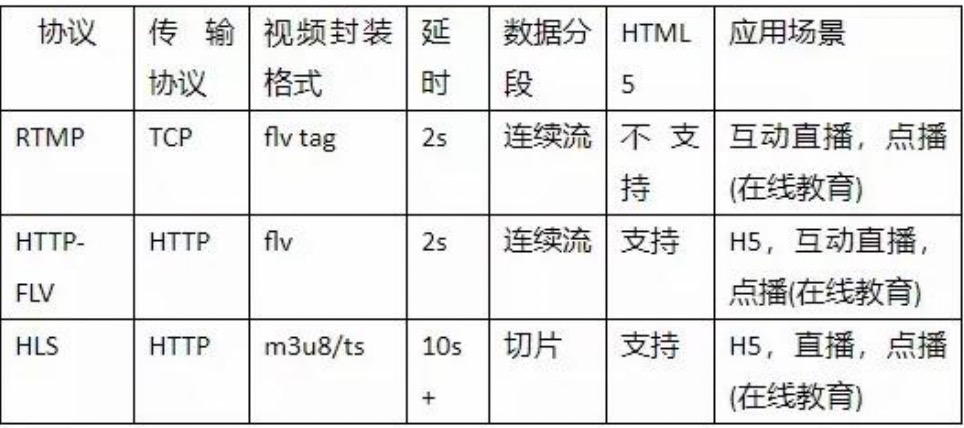 协议 传输 视频封装 延 数据分 HTML 应用场景
协议 格式 时 段 5
RTMP TCP flv tag 2s 连续流 不支 互动直播，点播
持 (在线教育)
HTTP- HTTP flv 2s 连续流 支持 H5，互动直播，
FLV 点播(在线教育)
HLS HTTP m3u8/ts 10s 切片 支持 H5，直播，点播
+ (在线教育)